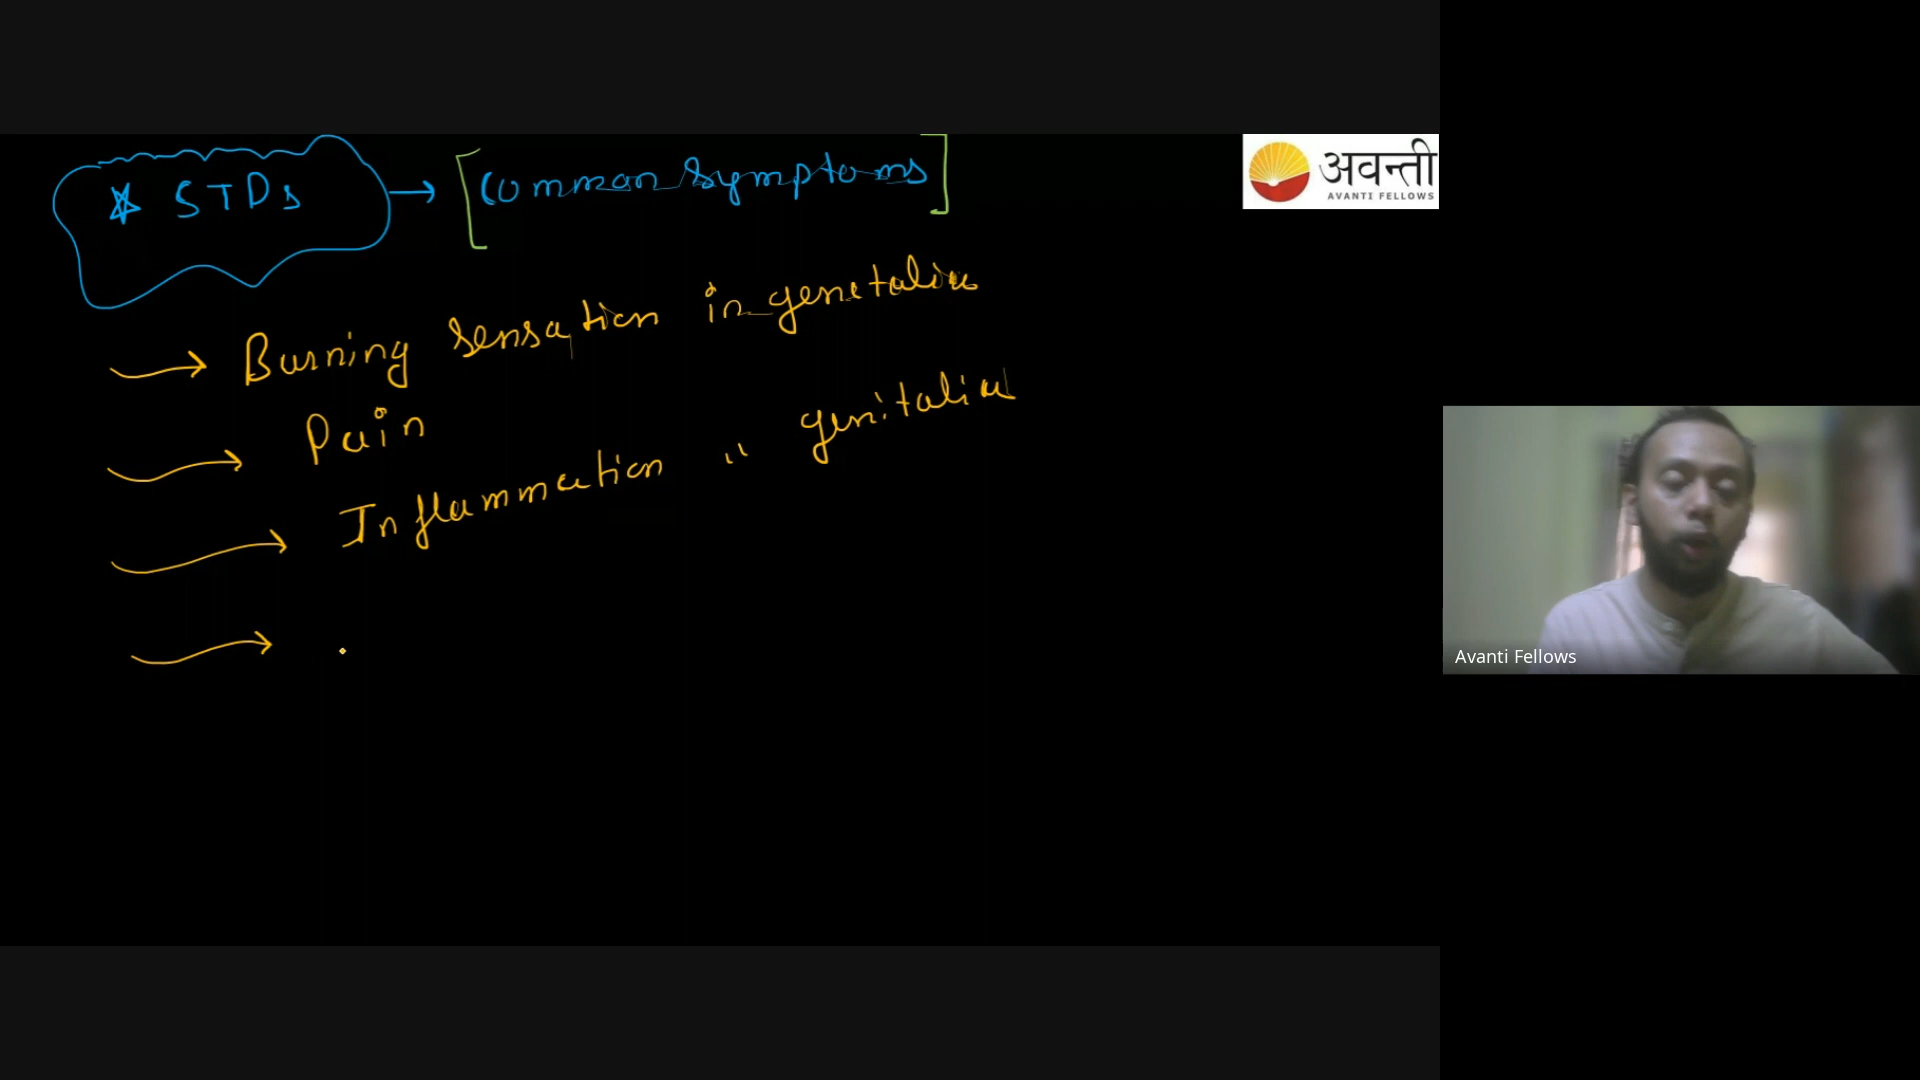 STDs → [Common Symptoms]
अवन्ती
AVANTI FELLOWS
→ Burning sensation in genetalia
→ Pain
→ Inflammation " genitalia
→
Avanti Fellows